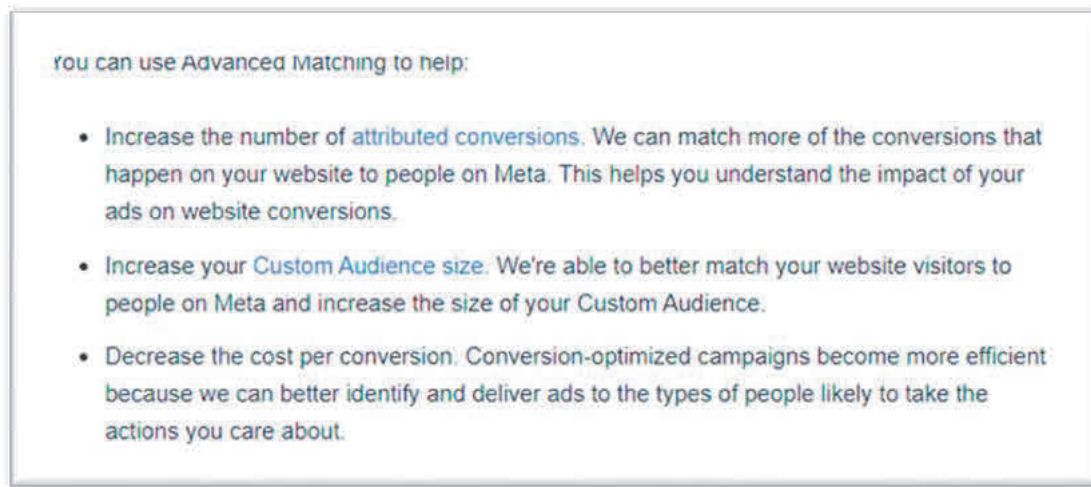 You can use Advanced Matching to help:
• Increase the number of attributed conversions. We can match more of the conversions that
happen on your website to people on Meta. This helps you understand the impact of your
ads on website conversions.
• Increase your Custom Audience size. We're able to better match your website visitors to
people on Meta and increase the size of your Custom Audience.
• Decrease the cost per conversion. Conversion-optimized campaigns become more efficient
because we can better identify and deliver ads to the types of people likely to take the
actions you care about.